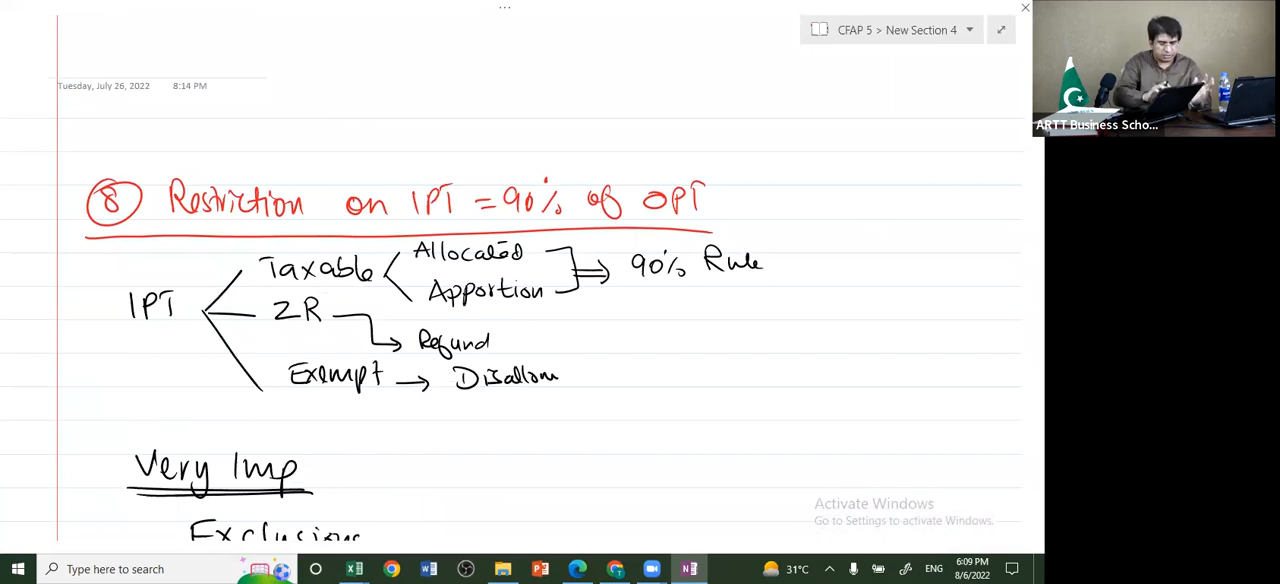 CFAP 5 > New Section 4
Tuesday, July 26, 2022 8:14 PM
ARTT Business Scho...
8 Restriction on IPT = 90% of OPT
IPT
Taxable
Allocated
Apportion
90% Rule
ZR
Refund
Exempt → Disallow
Very Imp
Exclusions
Activate Windows
Go to Settings to activate Windows.
Type here to search
31°C ENG 6:09 PM
8/6/2022